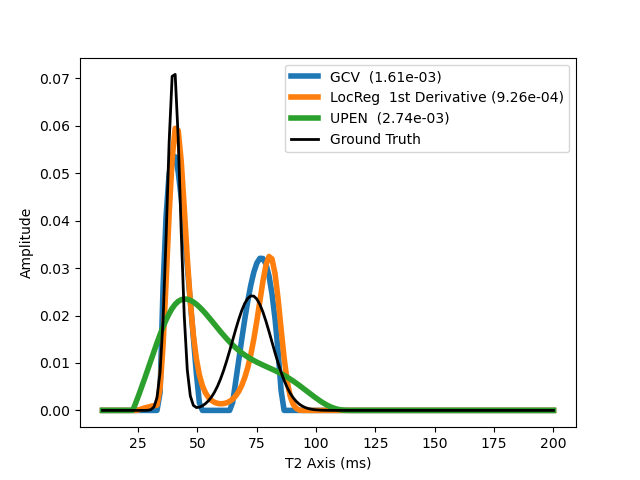 GCV (1.61e-03)
LocReg 1st Derivative (9.26e-04)
UPEN (2.74e-03)
Ground Truth
Amplitude
0.07
0.06
0.05
0.04
0.03
0.02
0.01
0.00
25 50 75 100 125 150 175 200
T2 Axis (ms)